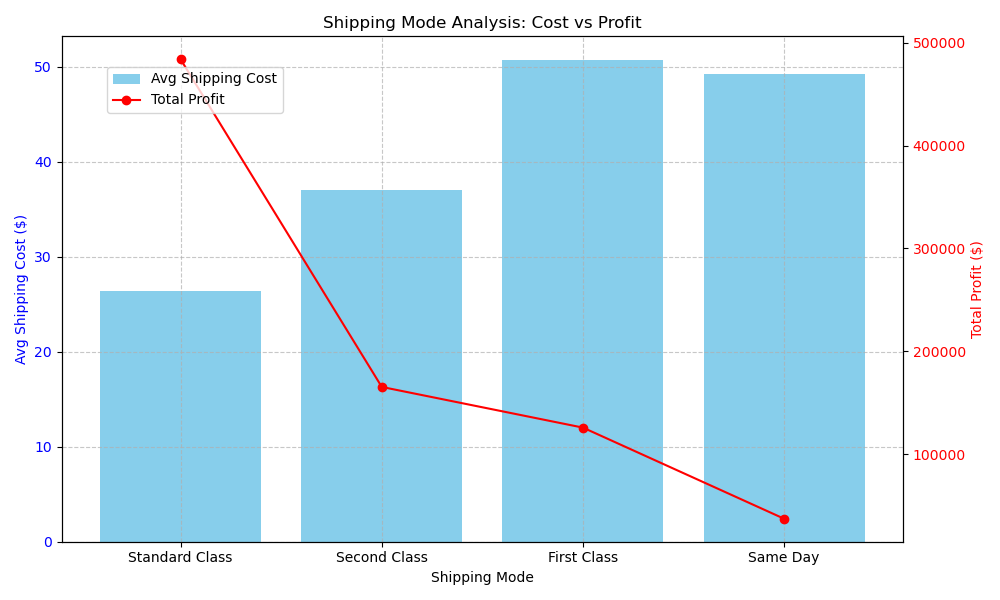 Shipping Mode Analysis: Cost vs Profit
Avg Shipping Cost
Total Profit
Avg Shipping Cost ($)
50
40
30
20
10
0
Total Profit ($)
500000
400000
300000
200000
100000
Standard Class
Second Class
First Class
Same Day
Shipping Mode